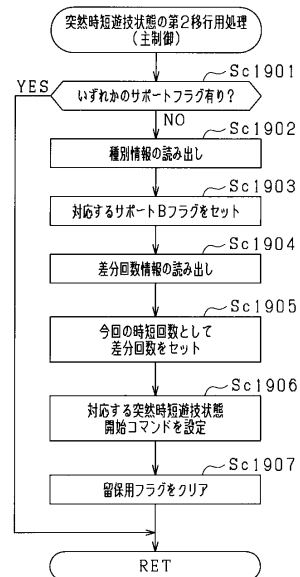 突然時短遊技状態の第2移行用処理
(主制御)
Sc1901
YES
いずれかのサポートフラグ有り?
NO
Sc1902
種別情報の読み出し
Sc1903
対応するサポートBフラグをセット
Sc1904
差分回数情報の読み出し
Sc1905
今回の時短回数として
差分回数をセット
Sc1906
対応する突然時短遊技状態
開始コマンドを設定
Sc1907
留保用フラグをクリア
RET